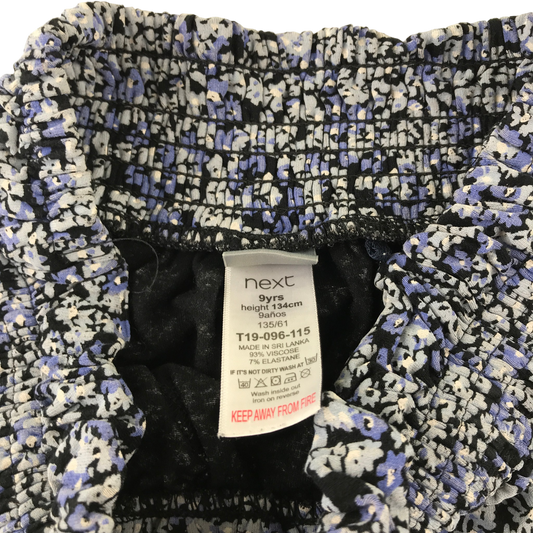 next
9yrs
height 134cm
9años
135/61
T19-096-115
MADE IN SRI LANKA
93% VISCOSE
7% ELASTANE
IF IT'S NOT DIRTY WASH AT 30
40
Wash inside out
Iron on reverse
KEEP AWAY FROM FIRE